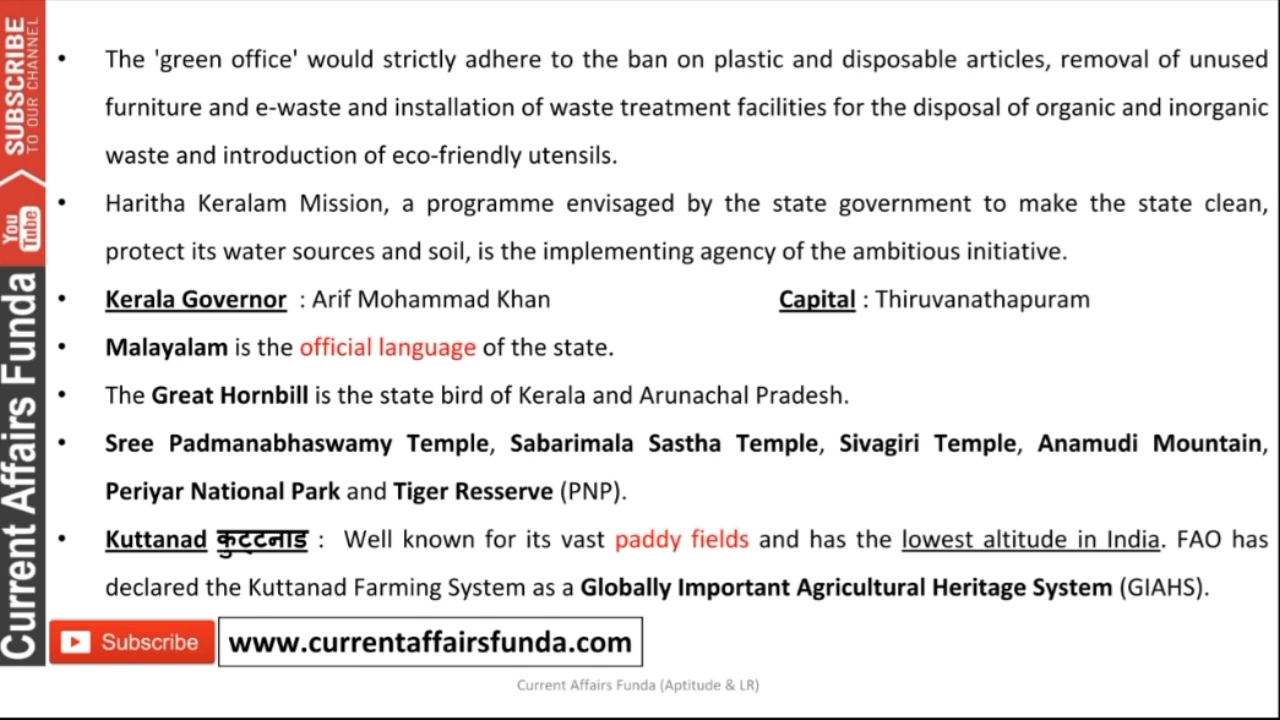 SUBSCRIBE
TO OUR CHANNEL
You Tube
Current Affairs Funda
• The 'green office' would strictly adhere to the ban on plastic and disposable articles, removal of unused
furniture and e-waste and installation of waste treatment facilities for the disposal of organic and inorganic
waste and introduction of eco-friendly utensils.
• Haritha Keralam Mission, a programme envisaged by the state government to make the state clean,
protect its water sources and soil, is the implementing agency of the ambitious initiative.
• Kerala Governor : Arif Mohammad Khan Capital : Thiruvanathapuram
• Malayalam is the official language of the state.
• The Great Hornbill is the state bird of Kerala and Arunachal Pradesh.
• Sree Padmanabhaswamy Temple, Sabarimala Sastha Temple, Sivagiri Temple, Anamudi Mountain,
Periyar National Park and Tiger Resserve (PNP).
• Kuttanad कुट्टनाड : Well known for its vast paddy fields and has the lowest altitude in India. FAO has
declared the Kuttanad Farming System as a Globally Important Agricultural Heritage System (GIAHS).
Subscribe www.currentaffairsfunda.com
Current Affairs Funda (Aptitude & LR)